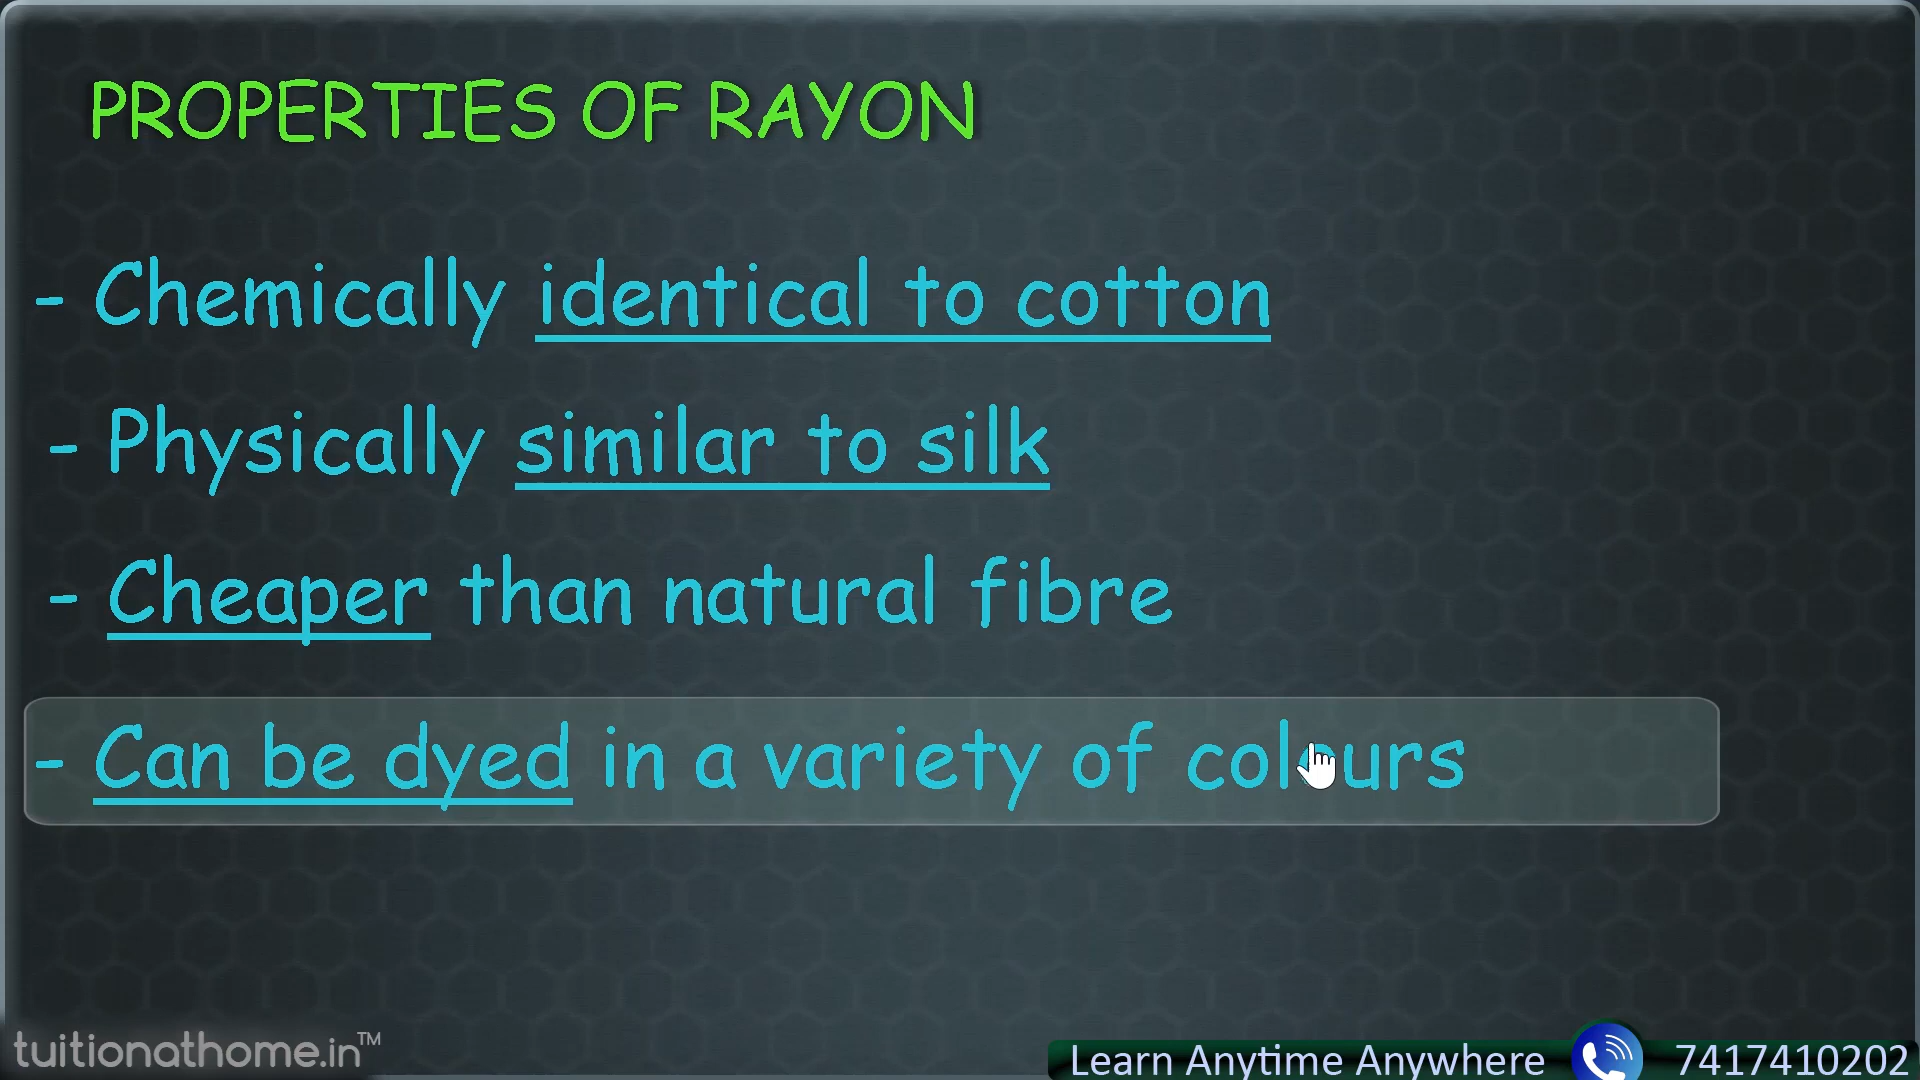 PROPERTIES OF RAYON
- Chemically identical to cotton
- Physically similar to silk
- Cheaper than natural fibre
- Can be dyed in a variety of colours
tuitionathome.in™
Learn Anytime Anywhere 7417410202